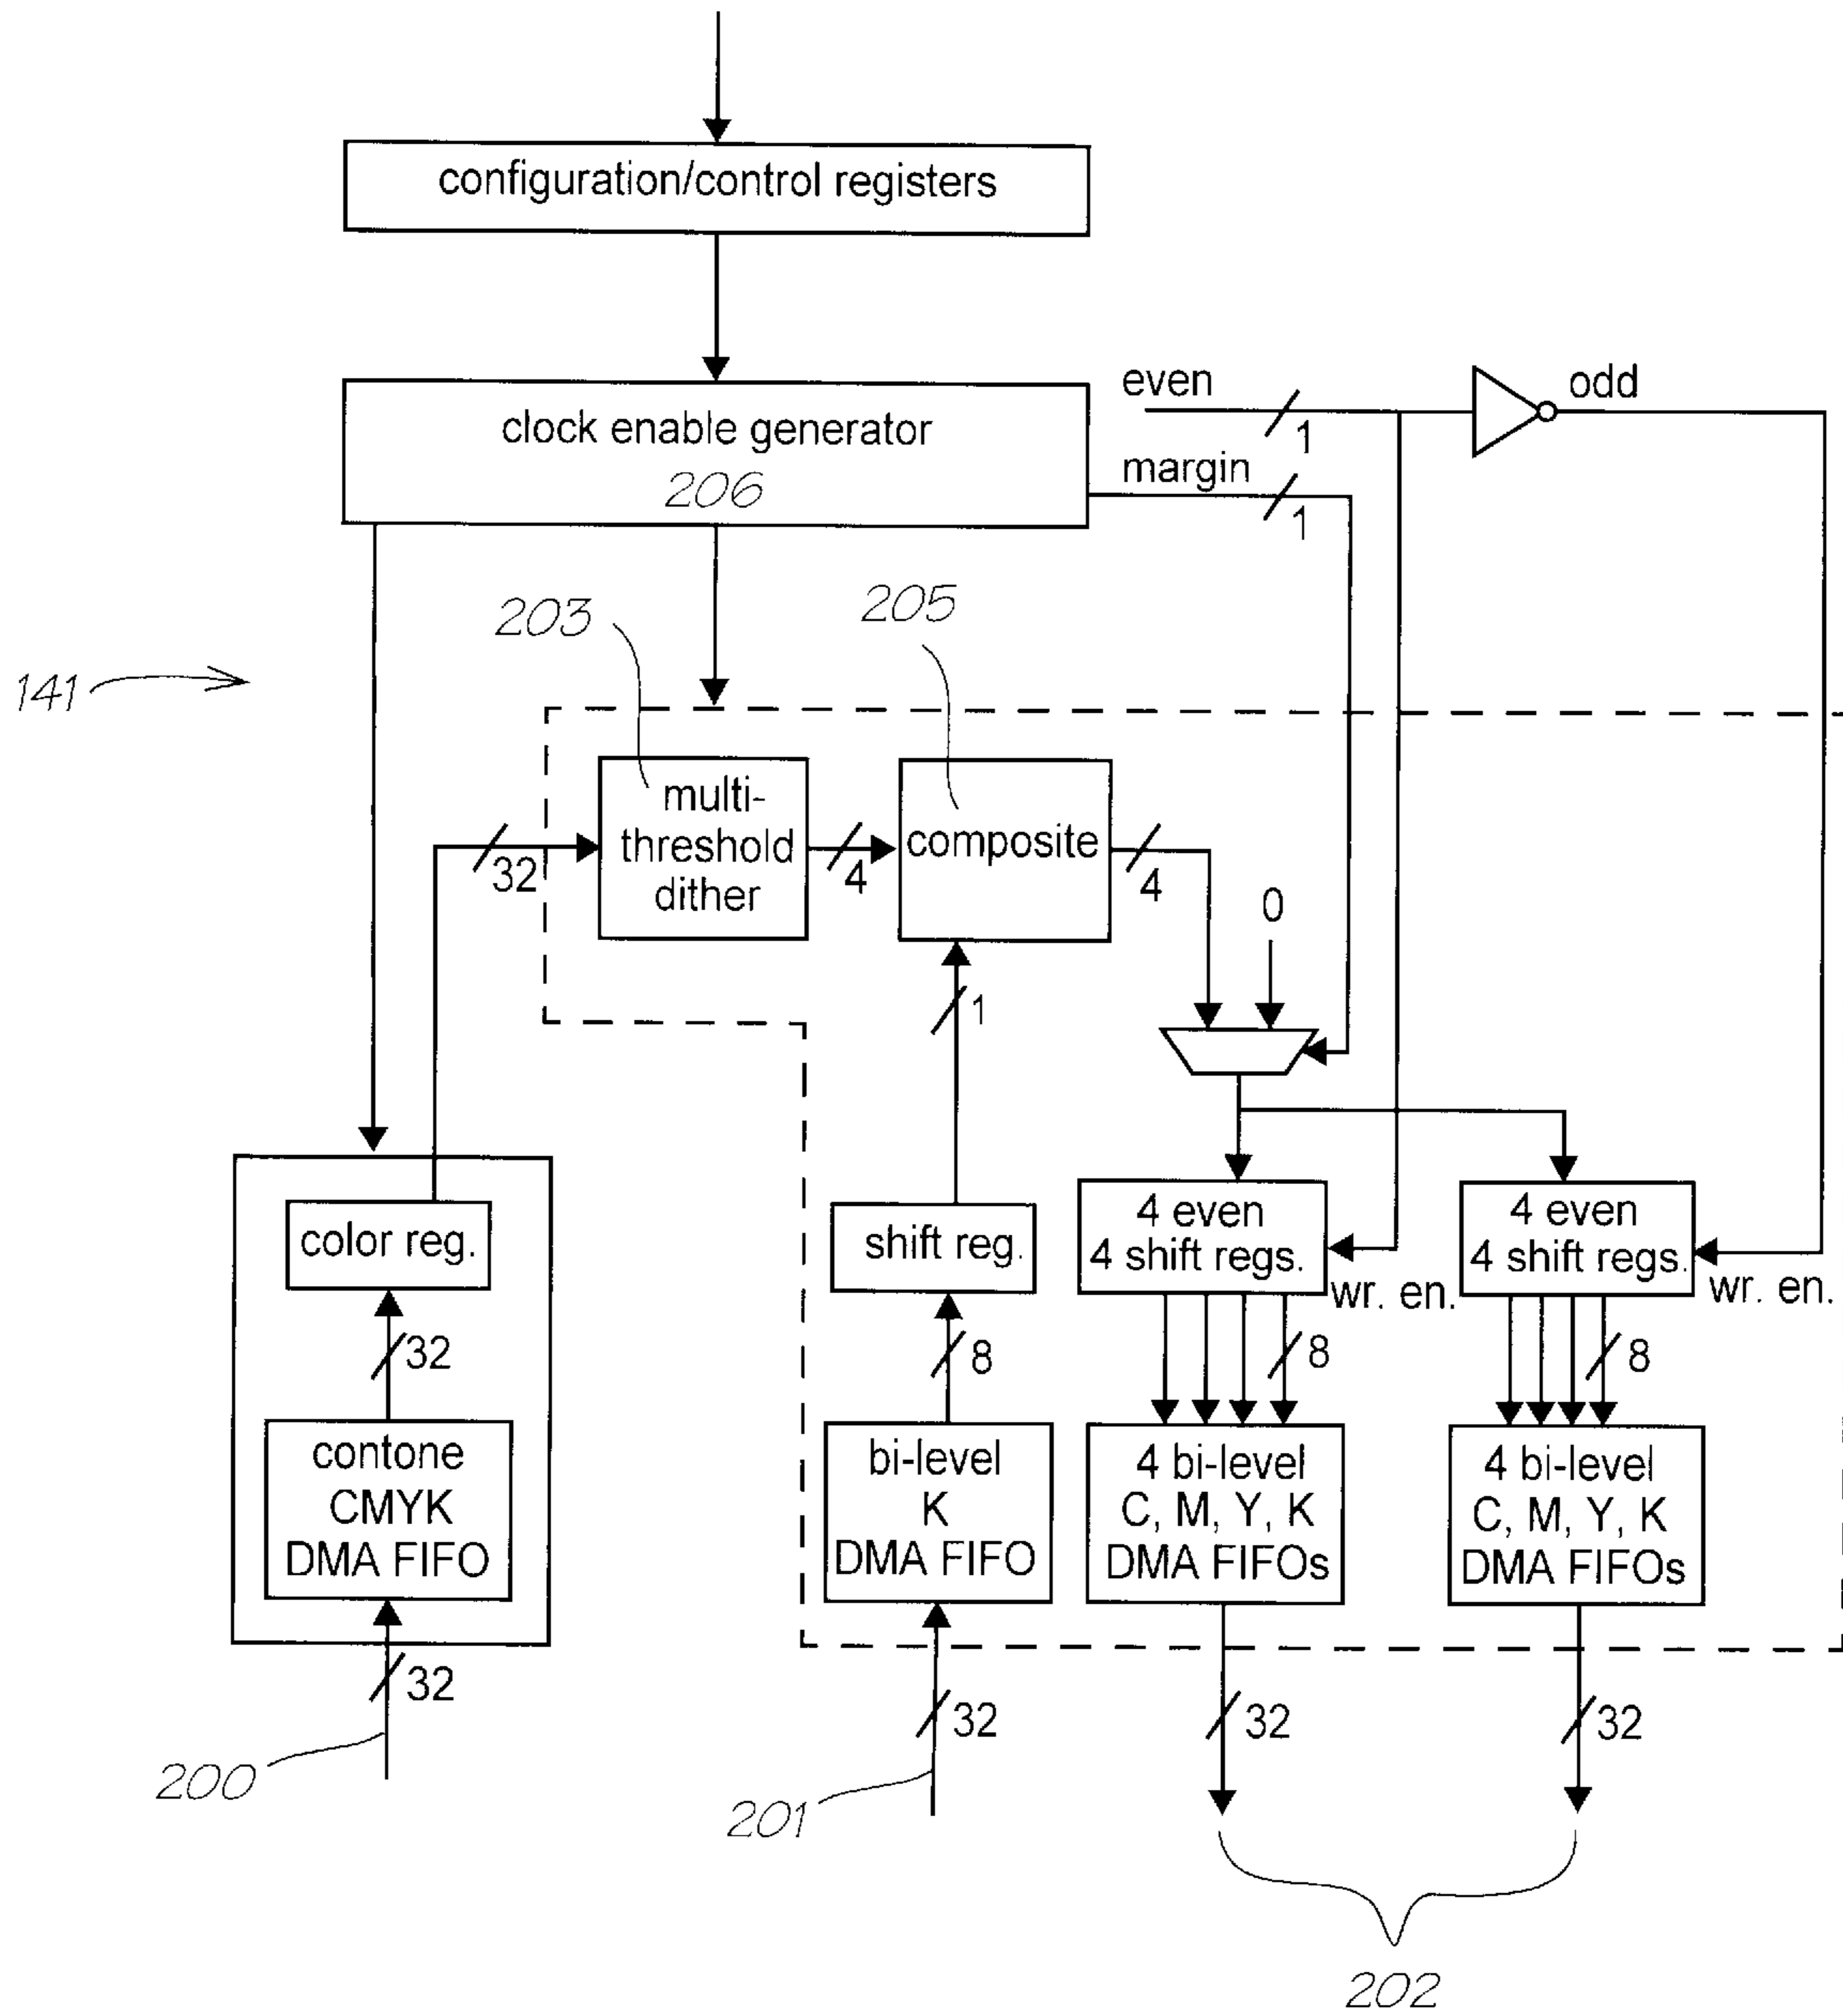 configuration/control registers
even
odd
clock enable generator
1
margin
206
1
203
205
141
multi-
threshold
dither
composite
32
4
4
0
1
color reg.
shift reg.
4 even
4 shift regs.
4 even
4 shift regs.
wr. en.
wr. en.
32
8
8
8
contone
CMYK
DMA FIFO
bi-level
K
DMA FIFO
4 bi-level
C, M, Y, K
DMA FIFOs
4 bi-level
C, M, Y, K
DMA FIFOs
32
32
32
32
200
201
202